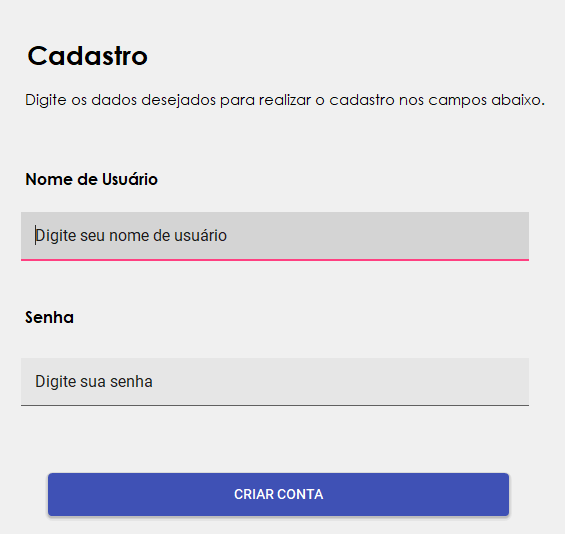 Cadastro
Digite os dados desejados para realizar o cadastro nos campos abaixo.
Nome de Usuário
Digite seu nome de usuário
Senha
Digite sua senha
CRIAR CONTA